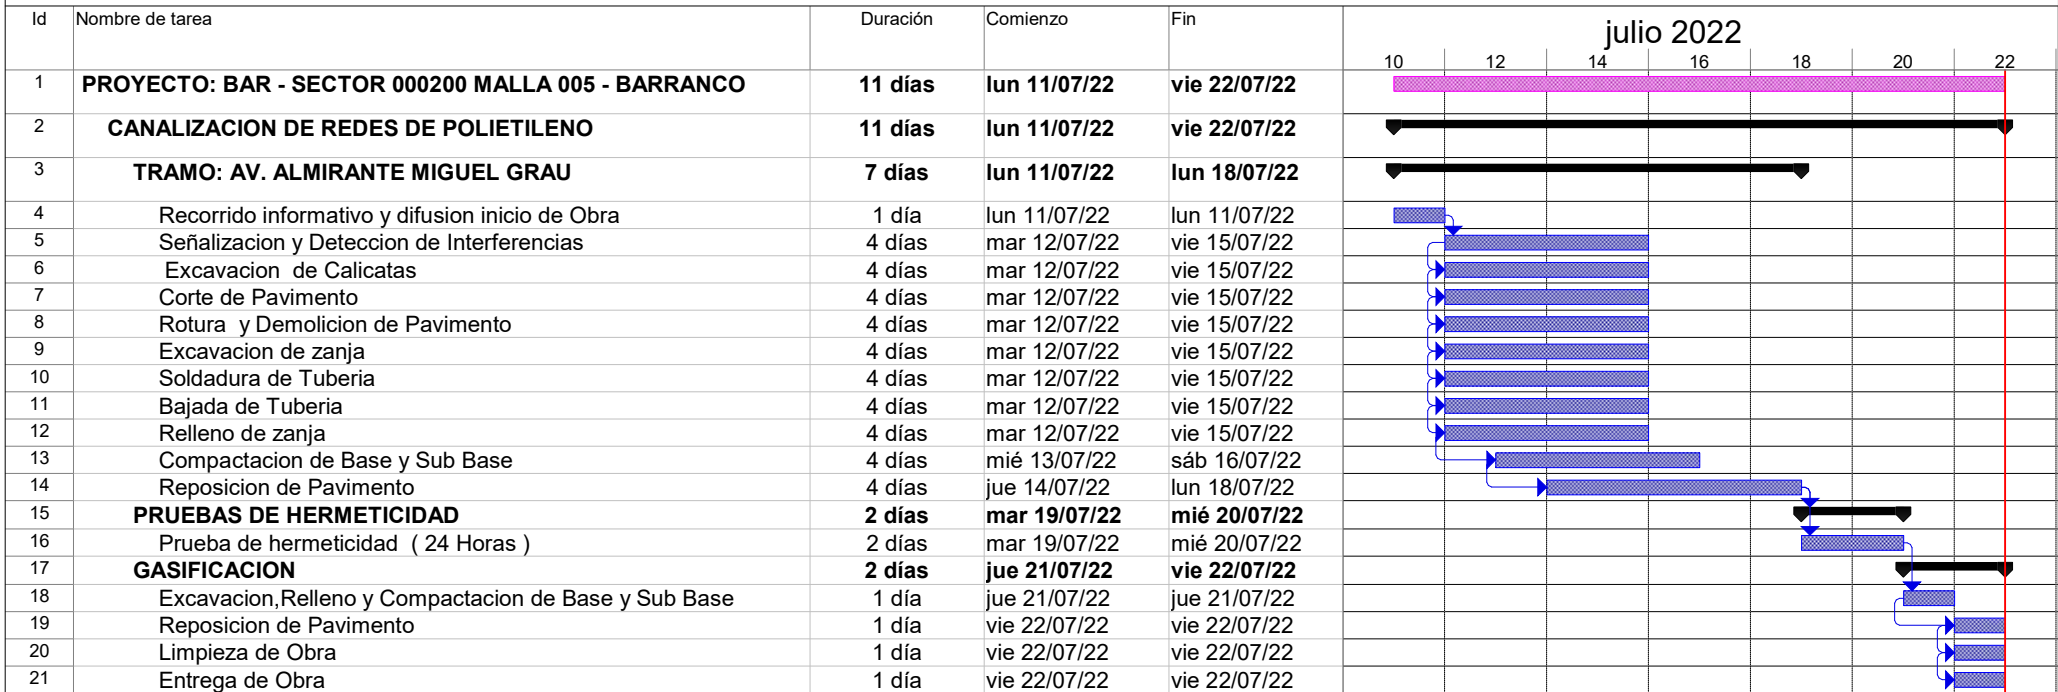 Id Nombre de tarea Duración Comienzo Fin julio 2022
10 12 14 16 18 20 22
1 PROYECTO: BAR - SECTOR 000200 MALLA 005 - BARRANCO 11 días lun 11/07/22 vie 22/07/22
2 CANALIZACION DE REDES DE POLIETILENO 11 días lun 11/07/22 vie 22/07/22
3 TRAMO: AV. ALMIRANTE MIGUEL GRAU 7 días lun 11/07/22 lun 18/07/22
4 Recorrido informativo y difusion inicio de Obra 1 día lun 11/07/22 lun 11/07/22
5 Señalizacion y Deteccion de Interferencias 4 días mar 12/07/22 vie 15/07/22
6 Excavacion de Calicatas 4 días mar 12/07/22 vie 15/07/22
7 Corte de Pavimento 4 días mar 12/07/22 vie 15/07/22
8 Rotura y Demolicion de Pavimento 4 días mar 12/07/22 vie 15/07/22
9 Excavacion de zanja 4 días mar 12/07/22 vie 15/07/22
10 Soldadura de Tuberia 4 días mar 12/07/22 vie 15/07/22
11 Bajada de Tuberia 4 días mar 12/07/22 vie 15/07/22
12 Relleno de zanja 4 días mar 12/07/22 vie 15/07/22
13 Compactacion de Base y Sub Base 4 días mié 13/07/22 sáb 16/07/22
14 Reposicion de Pavimento 4 días jue 14/07/22 lun 18/07/22
15 PRUEBAS DE HERMETICIDAD 2 días mar 19/07/22 mié 20/07/22
16 Prueba de hermeticidad ( 24 Horas ) 2 días mar 19/07/22 mié 20/07/22
17 GASIFICACION 2 días jue 21/07/22 vie 22/07/22
18 Excavacion,Relleno y Compactacion de Base y Sub Base 1 día jue 21/07/22 jue 21/07/22
19 Reposicion de Pavimento 1 día vie 22/07/22 vie 22/07/22
20 Limpieza de Obra 1 día vie 22/07/22 vie 22/07/22
21 Entrega de Obra 1 día vie 22/07/22 vie 22/07/22